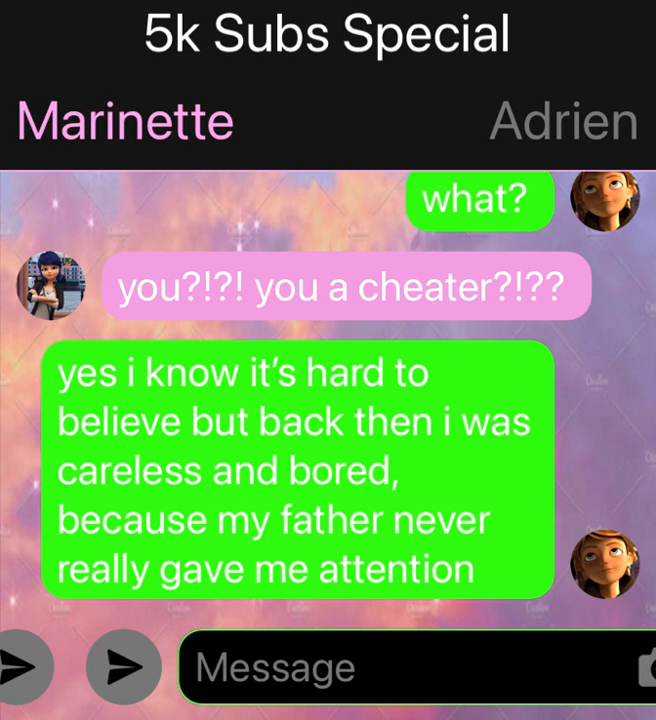 5k Subs Special
Marinette Adrien
what?
you?!?! you a cheater?!??
yes i know it's hard to
believe but back then i was
careless and bored,
because my father never
really gave me attention
Message